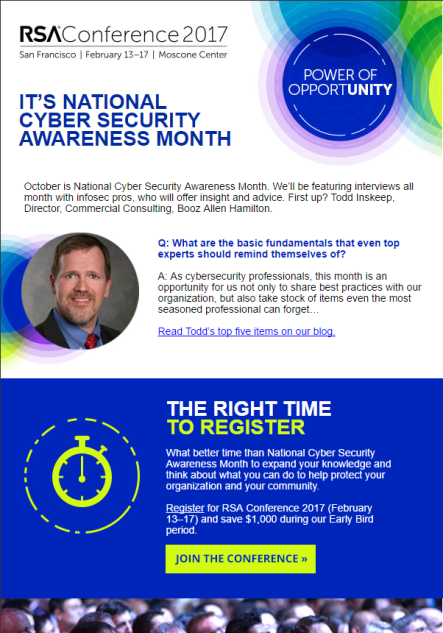 RSAConference2017
San Francisco | February 13–17 | Moscone Center
POWER OF
OPPORTUNITY
IT'S NATIONAL
CYBER SECURITY
AWARENESS MONTH
October is National Cyber Security Awareness Month. We'll be featuring interviews all
month with infosec pros, who will offer insight and advice. First up? Todd Inskeep,
Director, Commercial Consulting, Booz Allen Hamilton.
Q: What are the basic fundamentals that even top
experts should remind themselves of?
A: As cybersecurity professionals, this month is an
opportunity for us not only to share best practices with our
organization, but also take stock of items even the most
seasoned professional can forget…
Read Todd's top five items on our blog.
THE RIGHT TIME
TO REGISTER
What better time than National Cyber Security
Awareness Month to expand your knowledge and
think about what you can do to help protect your
organization and your community.
Register for RSA Conference 2017 (February
13–17) and save $1,000 during our Early Bird
period.
JOIN THE CONFERENCE »